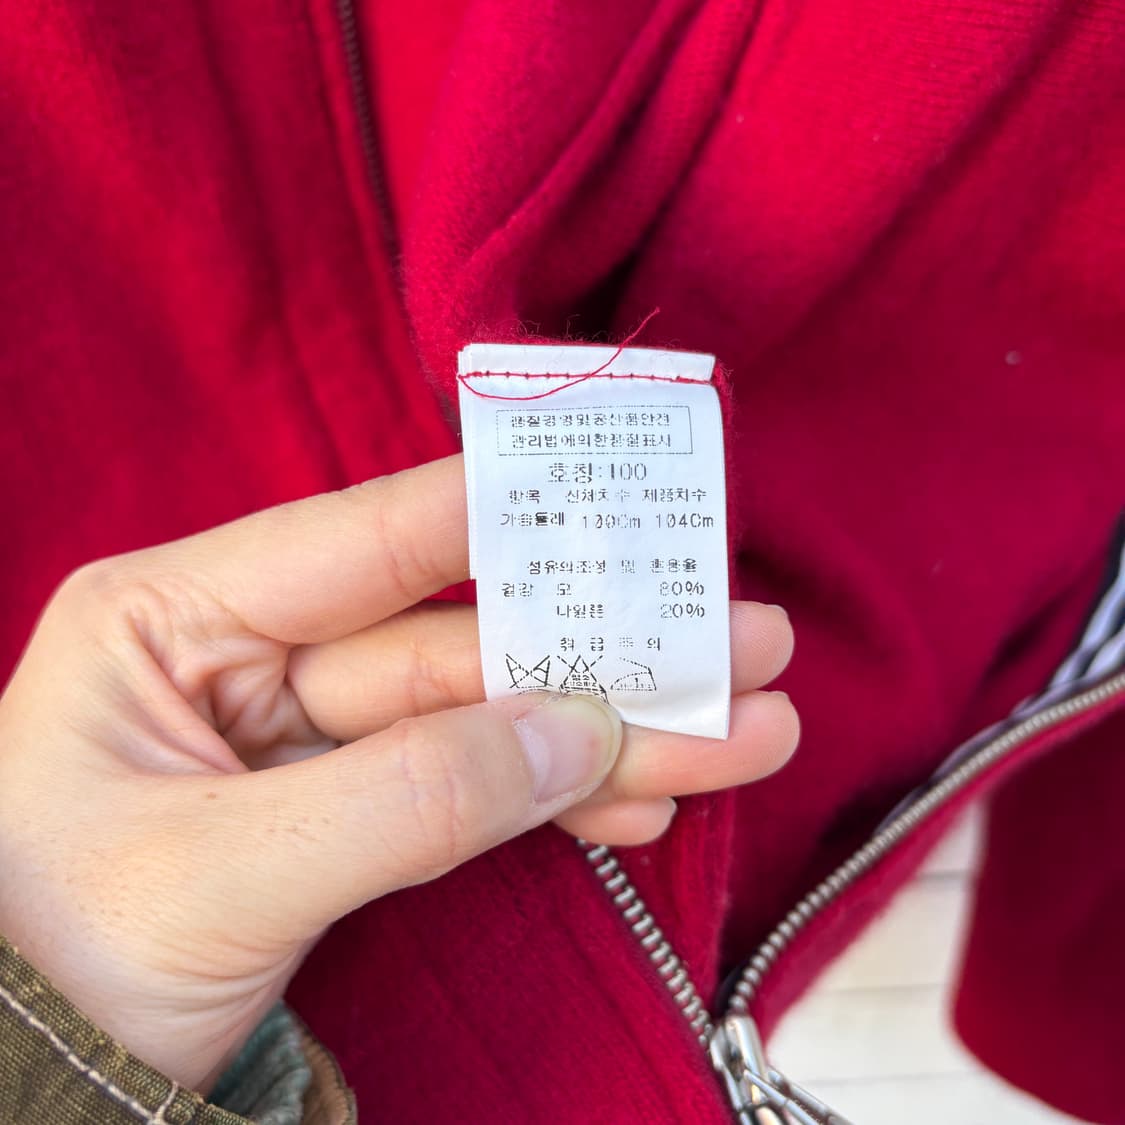 품질경영및공산품안전
관리법에의한품질표시
호칭:100
항목 신체치수 제품치수
가슴둘레 100Cm 104Cm
섬유의조성 및 혼용율
겉감 모 80%
나일론 20%
취 급 주 의